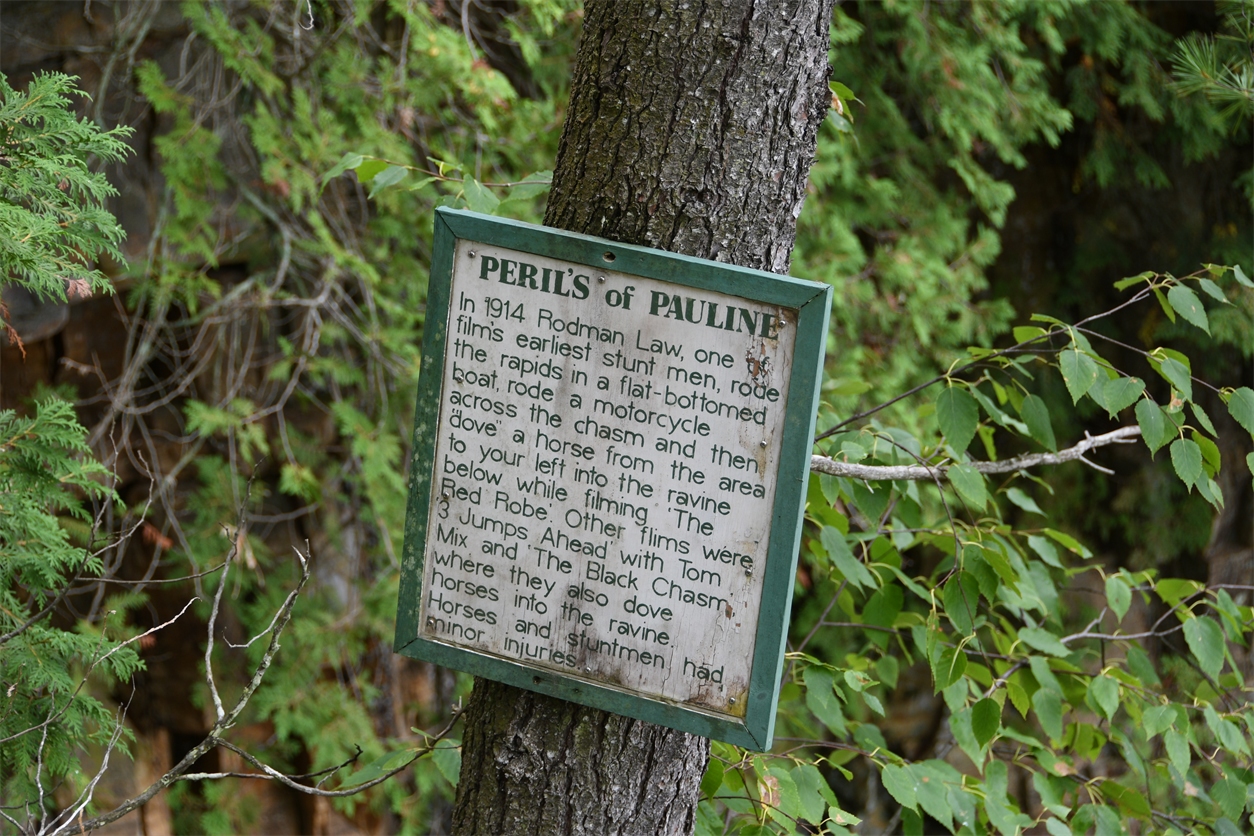 PERIL'S of PAULINE
In 1914 Rodman Law, one of
film's earliest stunt men, rode
the rapids in a flat-bottomed
boat, rode a motorcycle
across the chasm and then
"dove" a horse from the area
to your left into the ravine
below while filming 'The
Red Robe.' Other films were
'3 Jumps Ahead' with Tom
Mix and 'The Black Chasm'
where they also dove
horses into the ravine.
Horses and stuntmen had
minor injuries.